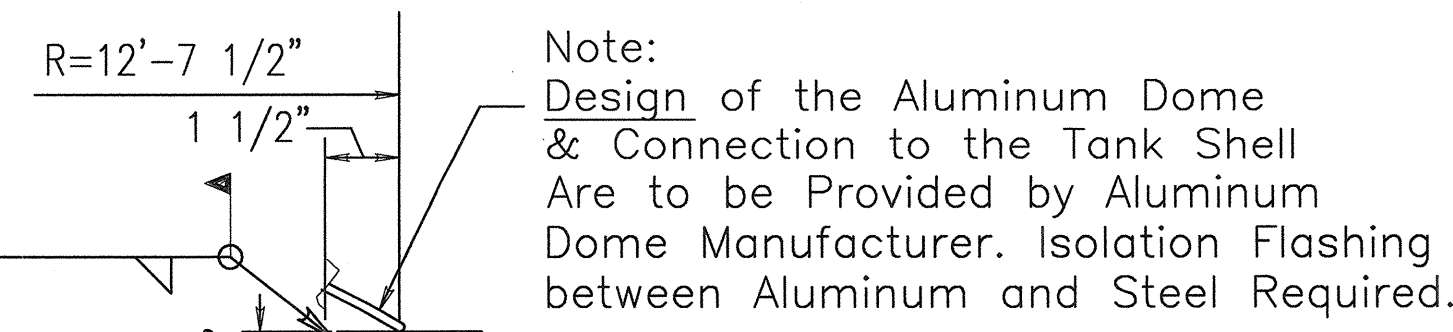 R=12'-7 1/2"
1 1/2"
Note:
Design of the Aluminum Dome
& Connection to the Tank Shell
Are to be Provided by Aluminum
Dome Manufacturer. Isolation Flashing
between Aluminum and Steel Required.